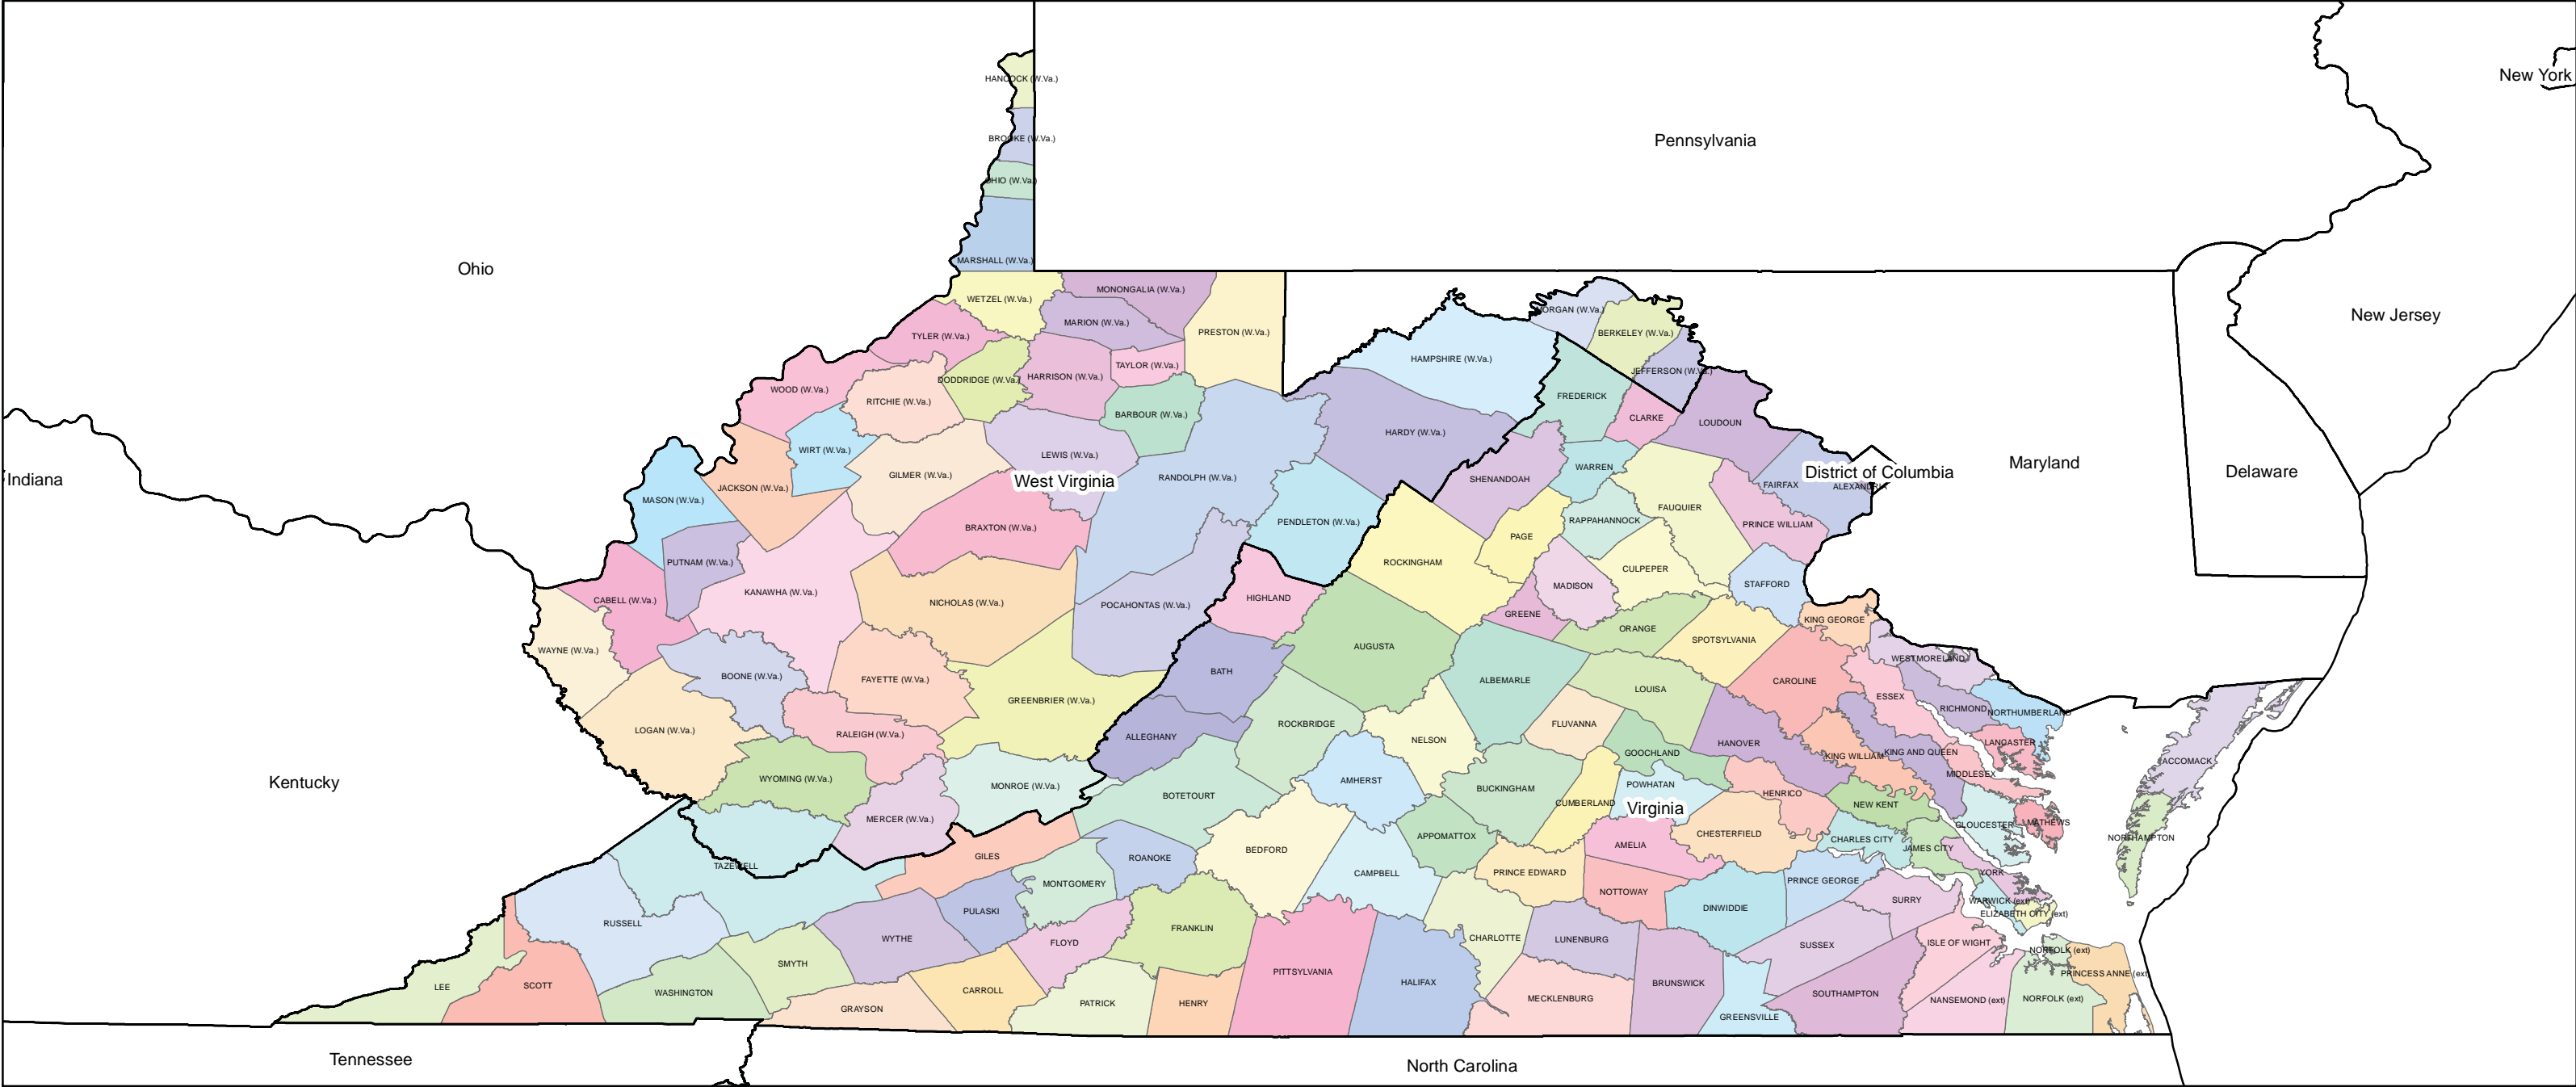 New York
HANCOCK (W.Va.)
BROOKE (W.Va.)
Pennsylvania
OHIO (W.Va.)
Ohio
MARSHALL (W.Va.)
WETZEL (W.Va.)
MONONGALIA (W.Va.)
MORGAN (W.Va.)
New Jersey
MARION (W.Va.)
PRESTON (W.Va.)
BERKELEY (W.Va.)
TYLER (W.Va.)
HAMPSHIRE (W.Va.)
TAYLOR (W.Va.)
JEFFERSON (W.Va.)
HARRISON (W.Va.)
DODDRIDGE (W.Va.)
WOOD (W.Va.)
RITCHIE (W.Va.)
FREDERICK
BARBOUR (W.Va.)
CLARKE
LOUDOUN
HARDY (W.Va.)
WIRT (W.Va.)
LEWIS (W.Va.)
Maryland
WARREN
District of Columbia
Delaware
GILMER (W.Va.)
RANDOLPH (W.Va.)
Indiana
West Virginia
SHENANDOAH
FAIRFAX
ALEXANDRIA
JACKSON (W.Va.)
MASON (W.Va.)
FAUQUIER
PENDLETON (W.Va.)
RAPPAHANNOCK
PRINCE WILLIAM
BRAXTON (W.Va.)
PAGE
PUTNAM (W.Va.)
ROCKINGHAM
CULPEPER
STAFFORD
MADISON
KANAWHA (W.Va.)
HIGHLAND
CABELL (W.Va.)
NICHOLAS (W.Va.)
POCAHONTAS (W.Va.)
GREENE
KING GEORGE
ORANGE
SPOTSYLVANIA
AUGUSTA
WAYNE (W.Va.)
WESTMORELAND
BATH
BOONE (W.Va.)
FAYETTE (W.Va.)
ALBEMARLE
CAROLINE
LOUISA
ESSEX
GREENBRIER (W.Va.)
RICHMOND
NORTHUMBERLAND
ROCKBRIDGE
FLUVANNA
LOGAN (W.Va.)
RALEIGH (W.Va.)
ALLEGHANY
NELSON
HANOVER
LANCASTER
GOOCHLAND
KING AND QUEEN
KING WILLIAM
ACCOMACK
MIDDLESEX
Kentucky
WYOMING (W.Va.)
MONROE (W.Va.)
AMHERST
POWHATAN
BUCKINGHAM
HENRICO
BOTETOURT
CUMBERLAND
Virginia
NEW KENT
MERCER (W.Va.)
MATHEWS
GLOUCESTER
APPOMATTOX
CHESTERFIELD
NORTHAMPTON
CHARLES CITY
AMELIA
JAMES CITY
BEDFORD
GILES
ROANOKE
TAZEWELL
CAMPBELL
PRINCE EDWARD
YORK
PRINCE GEORGE
MONTGOMERY
NOTTOWAY
SURRY
WARWICK (ext)
DINWIDDIE
PULASKI
ELIZABETH CITY (ext)
RUSSELL
FRANKLIN
WYTHE
CHARLOTTE
LUNENBURG
FLOYD
ISLE OF WIGHT
SUSSEX
NORFOLK (ext)
SMYTH
PITTSYLVANIA
PRINCESS ANNE (ext)
HALIFAX
BRUNSWICK
SCOTT
LEE
CARROLL
WASHINGTON
SOUTHAMPTON
MECKLENBURG
NORFOLK (ext)
NANSEMOND (ext)
PATRICK
HENRY
GRAYSON
GREENSVILLE
Tennessee
North Carolina